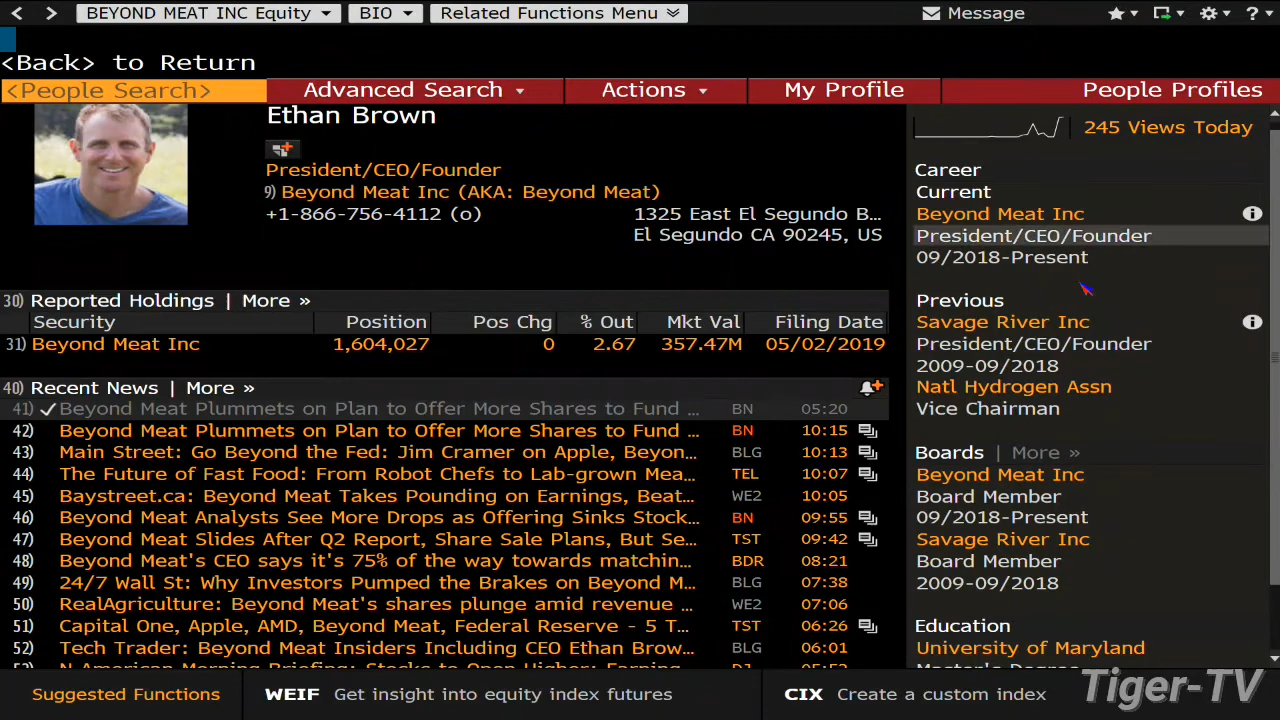 BEYOND MEAT INC Equity BIO Related Functions Menu Message ?
<Back> to Return
<People Search> Advanced Search Actions My Profile People Profiles
Ethan Brown
President/CEO/Founder
9) Beyond Meat Inc (AKA: Beyond Meat)
+1-866-756-4112 (o) 1325 East El Segundo B...
El Segundo CA 90245, US
30) Reported Holdings | More »
Security Position Pos Chg % Out Mkt Val Filing Date
31) Beyond Meat Inc 1,604,027 0 2.67 357.47M 05/02/2019
40) Recent News | More »
41) Beyond Meat Plummets on Plan to Offer More Shares to Fund ... BN 05:20
42) Beyond Meat Plummets on Plan to Offer More Shares to Fund ... BN 10:15
43) Main Street: Go Beyond the Fed: Jim Cramer on Apple, Beyon... BLG 10:13
44) The Future of Fast Food: From Robot Chefs to Lab-grown Mea... TEL 10:07
45) Baystreet.ca: Beyond Meat Takes Pounding on Earnings, Beat... WE2 10:05
46) Beyond Meat Analysts See More Drops as Offering Sinks Stock... BN 09:55
47) Beyond Meat Slides After Q2 Report, Share Sale Plans, But Se... TST 09:42
48) Beyond Meat's CEO says it's 75% of the way towards matchin... BDR 08:21
49) 24/7 Wall St: Why Investors Pumped the Brakes on Beyond M... BLG 07:38
50) RealAgriculture: Beyond Meat's shares plunge amid revenue ... WE2 07:06
51) Capital One, Apple, AMD, Beyond Meat, Federal Reserve - 5 T... TST 06:26
52) Tech Trader: Beyond Meat Insiders Including CEO Ethan Brow... BLG 06:01
245 Views Today
Career
Current
Beyond Meat Inc
President/CEO/Founder
09/2018-Present
Previous
Savage River Inc
President/CEO/Founder
2009-09/2018
Natl Hydrogen Assn
Vice Chairman
Boards | More »
Beyond Meat Inc
Board Member
09/2018-Present
Savage River Inc
Board Member
2009-09/2018
Education
University of Maryland
Master's Degree
Suggested Functions WEIF Get insight into equity index futures CIX Create a custom index
Tiger-TV